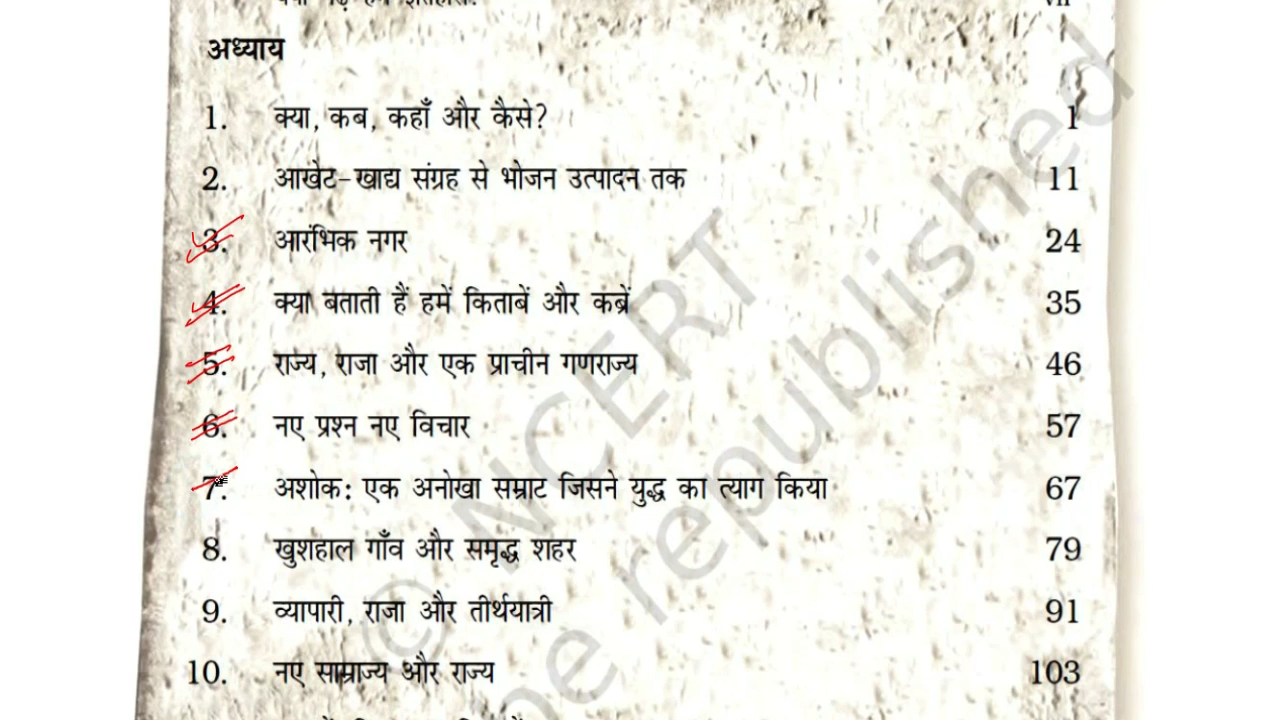 vii
अध्याय
1. क्या, कब, कहाँ और कैसे? 1
2. आखेट-खाद्य संग्रह से भोजन उत्पादन तक 11
3. आरंभिक नगर 24
4. क्या बताती हैं हमें किताबें और कब्रें 35
5. राज्य, राजा और एक प्राचीन गणराज्य 46
6. नए प्रश्न नए विचार 57
7. अशोक: एक अनोखा सम्राट जिसने युद्ध का त्याग किया 67
8. खुशहाल गाँव और समृद्ध शहर 79
9. व्यापारी, राजा और तीर्थयात्री 91
10. नए साम्राज्य और राज्य 103
© NCERT
be republished